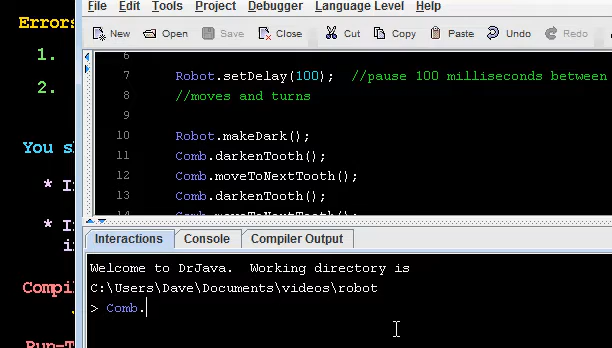 Errors
1.
2.
You s
* I
* I
i
Compi
Run-T
File Edit Tools Project Debugger Language Level Help
New Open Save Close Cut Copy Paste Undo Redo
6
7 Robot.setDelay(100); //pause 100 milliseconds between
8 //moves and turns
9
10 Robot.makeDark();
11 Comb.darkenTooth();
12 Comb.moveToNextTooth();
13 Comb.darkenTooth();
14 Comb.moveToNextTooth();
Interactions Console Compiler Output
Welcome to DrJava. Working directory is
C:\Users\Dave\Documents\videos\robot
> Comb.